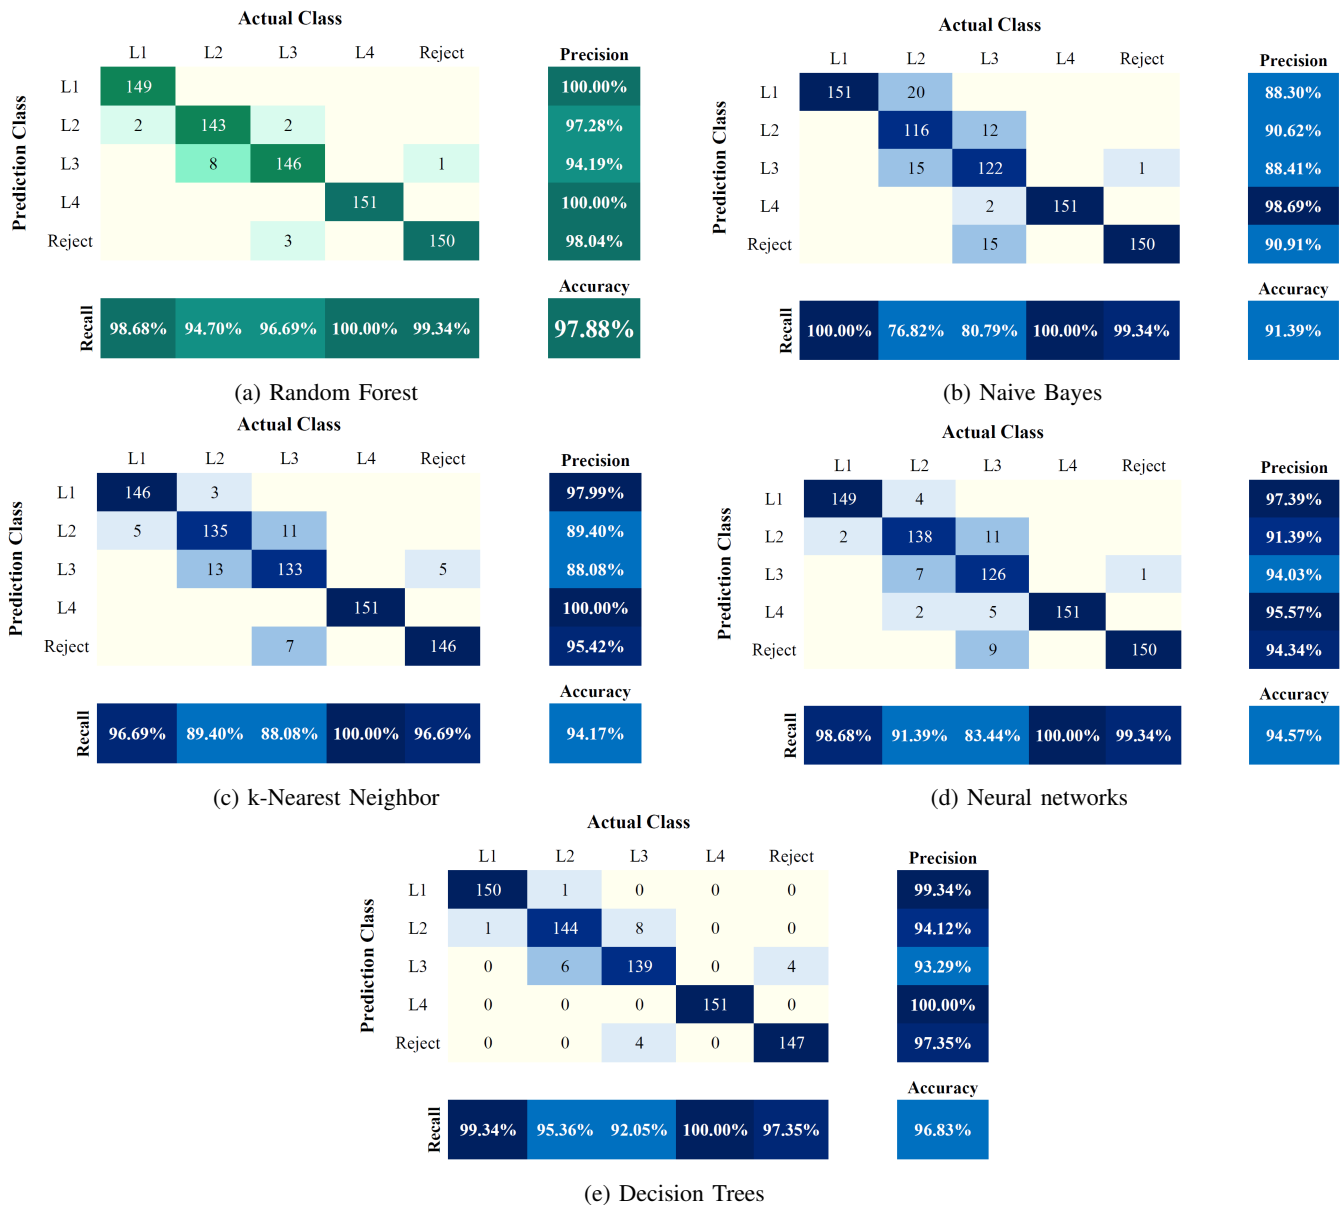 Actual Class
L1 L2 L3 L4 Reject Precision
Prediction Class
L1 149 100.00%
L2 2 143 2 97.28%
L3 8 146 1 94.19%
L4 151 100.00%
Reject 3 150 98.04%
Accuracy
Recall 98.68% 94.70% 96.69% 100.00% 99.34% 97.88%
(a) Random Forest
Actual Class
L1 L2 L3 L4 Reject Precision
Prediction Class
L1 151 20 88.30%
L2 116 12 90.62%
L3 15 122 1 88.41%
L4 2 151 98.69%
Reject 15 150 90.91%
Accuracy
Recall 100.00% 76.82% 80.79% 100.00% 99.34% 91.39%
(b) Naive Bayes
Actual Class
L1 L2 L3 L4 Reject Precision
Prediction Class
L1 146 3 97.99%
L2 5 135 11 89.40%
L3 13 133 5 88.08%
L4 151 100.00%
Reject 7 146 95.42%
Accuracy
Recall 96.69% 89.40% 88.08% 100.00% 96.69% 94.17%
(c) k-Nearest Neighbor
Actual Class
L1 L2 L3 L4 Reject Precision
Prediction Class
L1 149 4 97.39%
L2 2 138 11 91.39%
L3 7 126 1 94.03%
L4 2 5 151 95.57%
Reject 9 150 94.34%
Accuracy
Recall 98.68% 91.39% 83.44% 100.00% 99.34% 94.57%
(d) Neural networks
Actual Class
L1 L2 L3 L4 Reject Precision
Prediction Class
L1 150 1 0 0 0 99.34%
L2 1 144 8 0 0 94.12%
L3 0 6 139 0 4 93.29%
L4 0 0 0 151 0 100.00%
Reject 0 0 4 0 147 97.35%
Accuracy
Recall 99.34% 95.36% 92.05% 100.00% 97.35% 96.83%
(e) Decision Trees